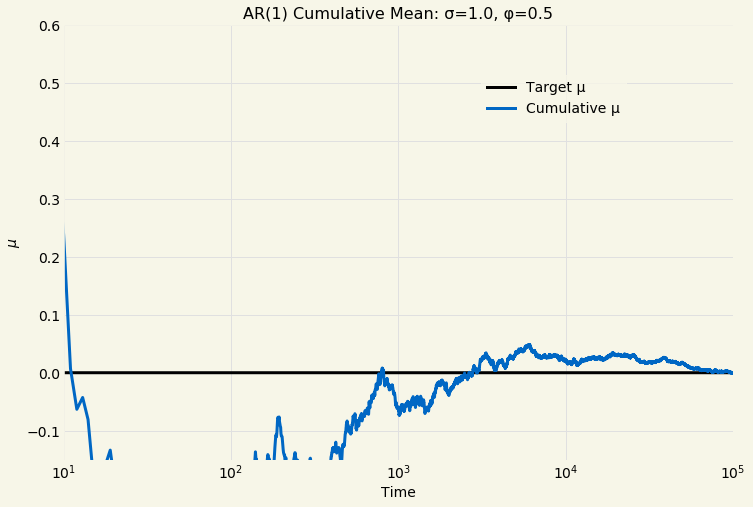 AR(1) Cumulative Mean: σ=1.0, φ=0.5
0.6
0.5
0.4
0.3
0.2
0.1
0.0
−0.1
μ
Target μ
Cumulative μ
10¹ 10² 10³ 10⁴ 10⁵
Time